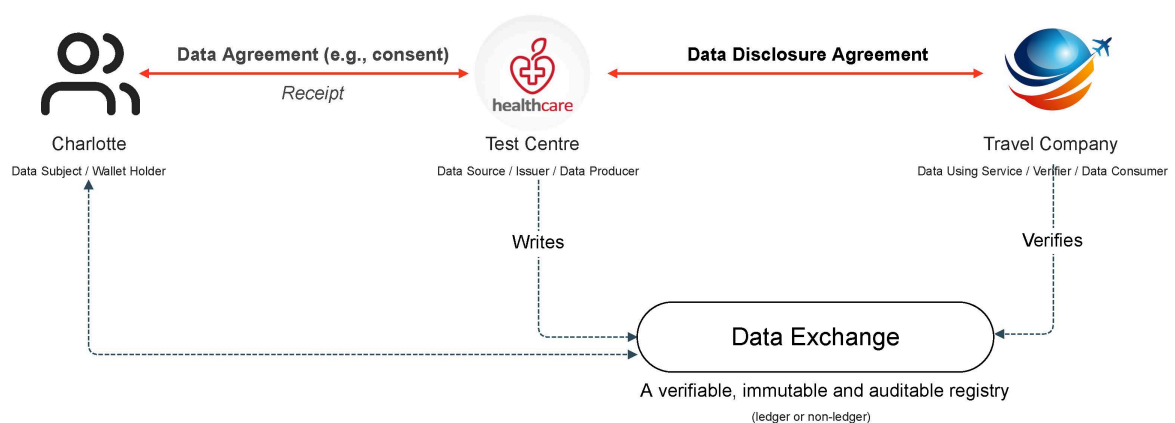 Data Agreement (e.g., consent)
Receipt
healthcare
Data Disclosure Agreement
Charlotte
Data Subject / Wallet Holder
Test Centre
Data Source / Issuer / Data Producer
Travel Company
Data Using Service / Verifier / Data Consumer
Writes
Verifies
Data Exchange
A verifiable, immutable and auditable registry
(ledger or non-ledger)